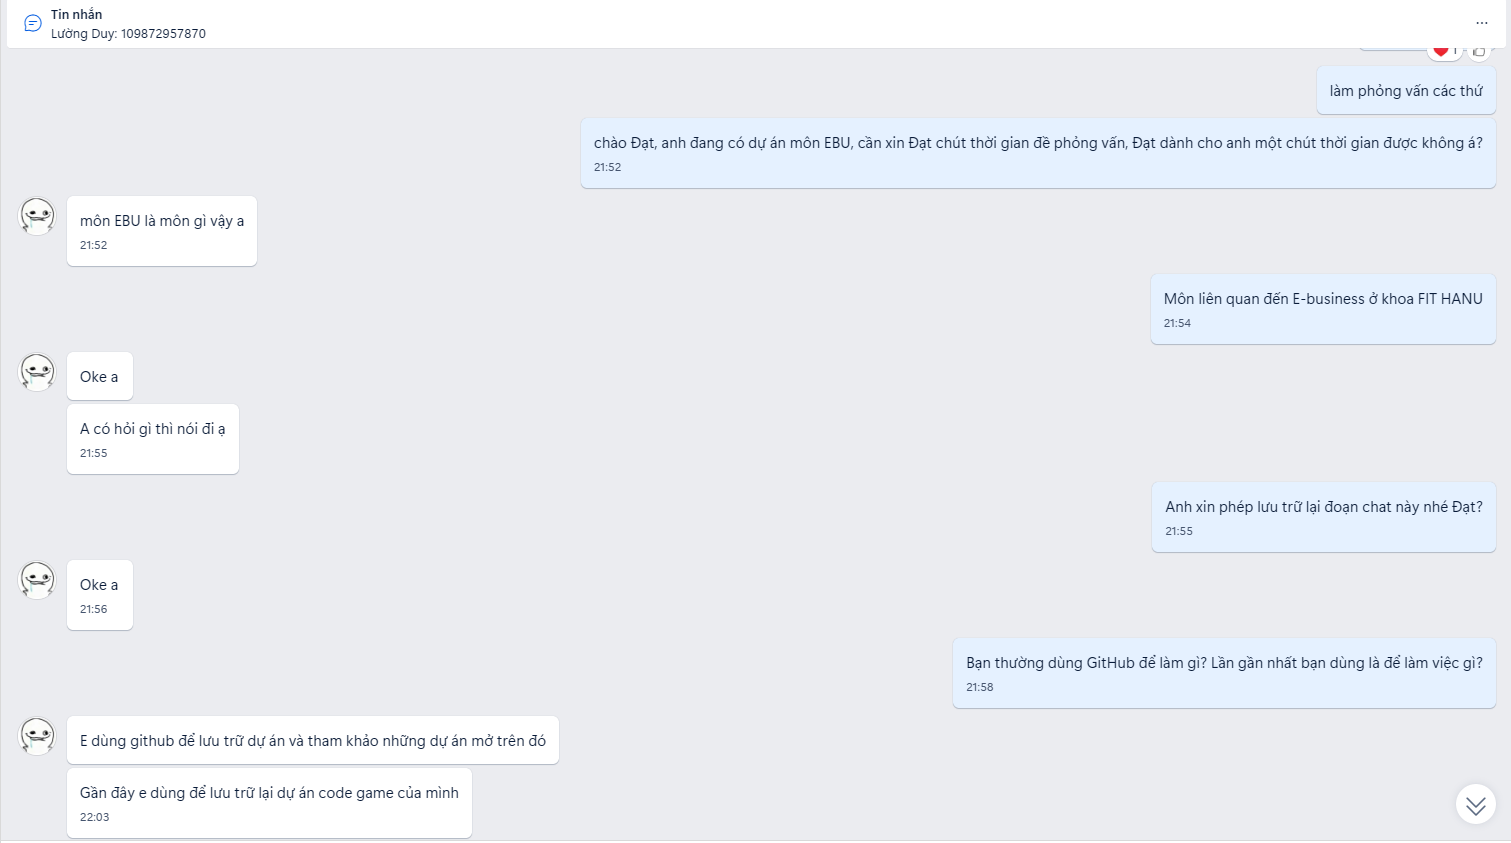 Tin nhắn
Lường Duy: 109872957870
...
1
làm phỏng vấn các thứ
chào Đạt, anh đang có dự án môn EBU, cần xin Đạt chút thời gian đề phỏng vấn, Đạt dành cho anh một chút thời gian được không á?
21:52
môn EBU là môn gì vậy a
21:52
Môn liên quan đến E-business ở khoa FIT HANU
21:54
Oke a
A có hỏi gì thì nói đi ạ
21:55
Anh xin phép lưu trữ lại đoạn chat này nhé Đạt?
21:55
Oke a
21:56
Bạn thường dùng GitHub để làm gì? Lần gần nhất bạn dùng là để làm việc gì?
21:58
E dùng github để lưu trữ dự án và tham khảo những dự án mở trên đó
Gần đây e dùng để lưu trữ lại dự án code game của mình
22:03